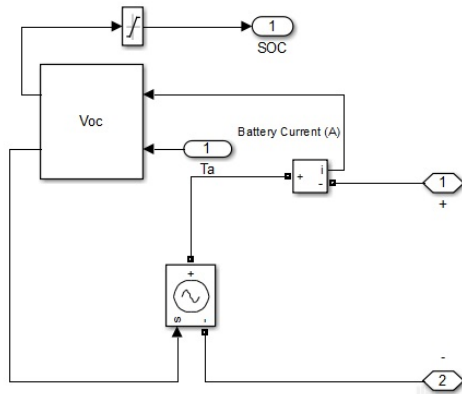 1
SOC
Voc
Battery Current (A)
1
Ta
+
i
-
1
+
+
s
-
-
2